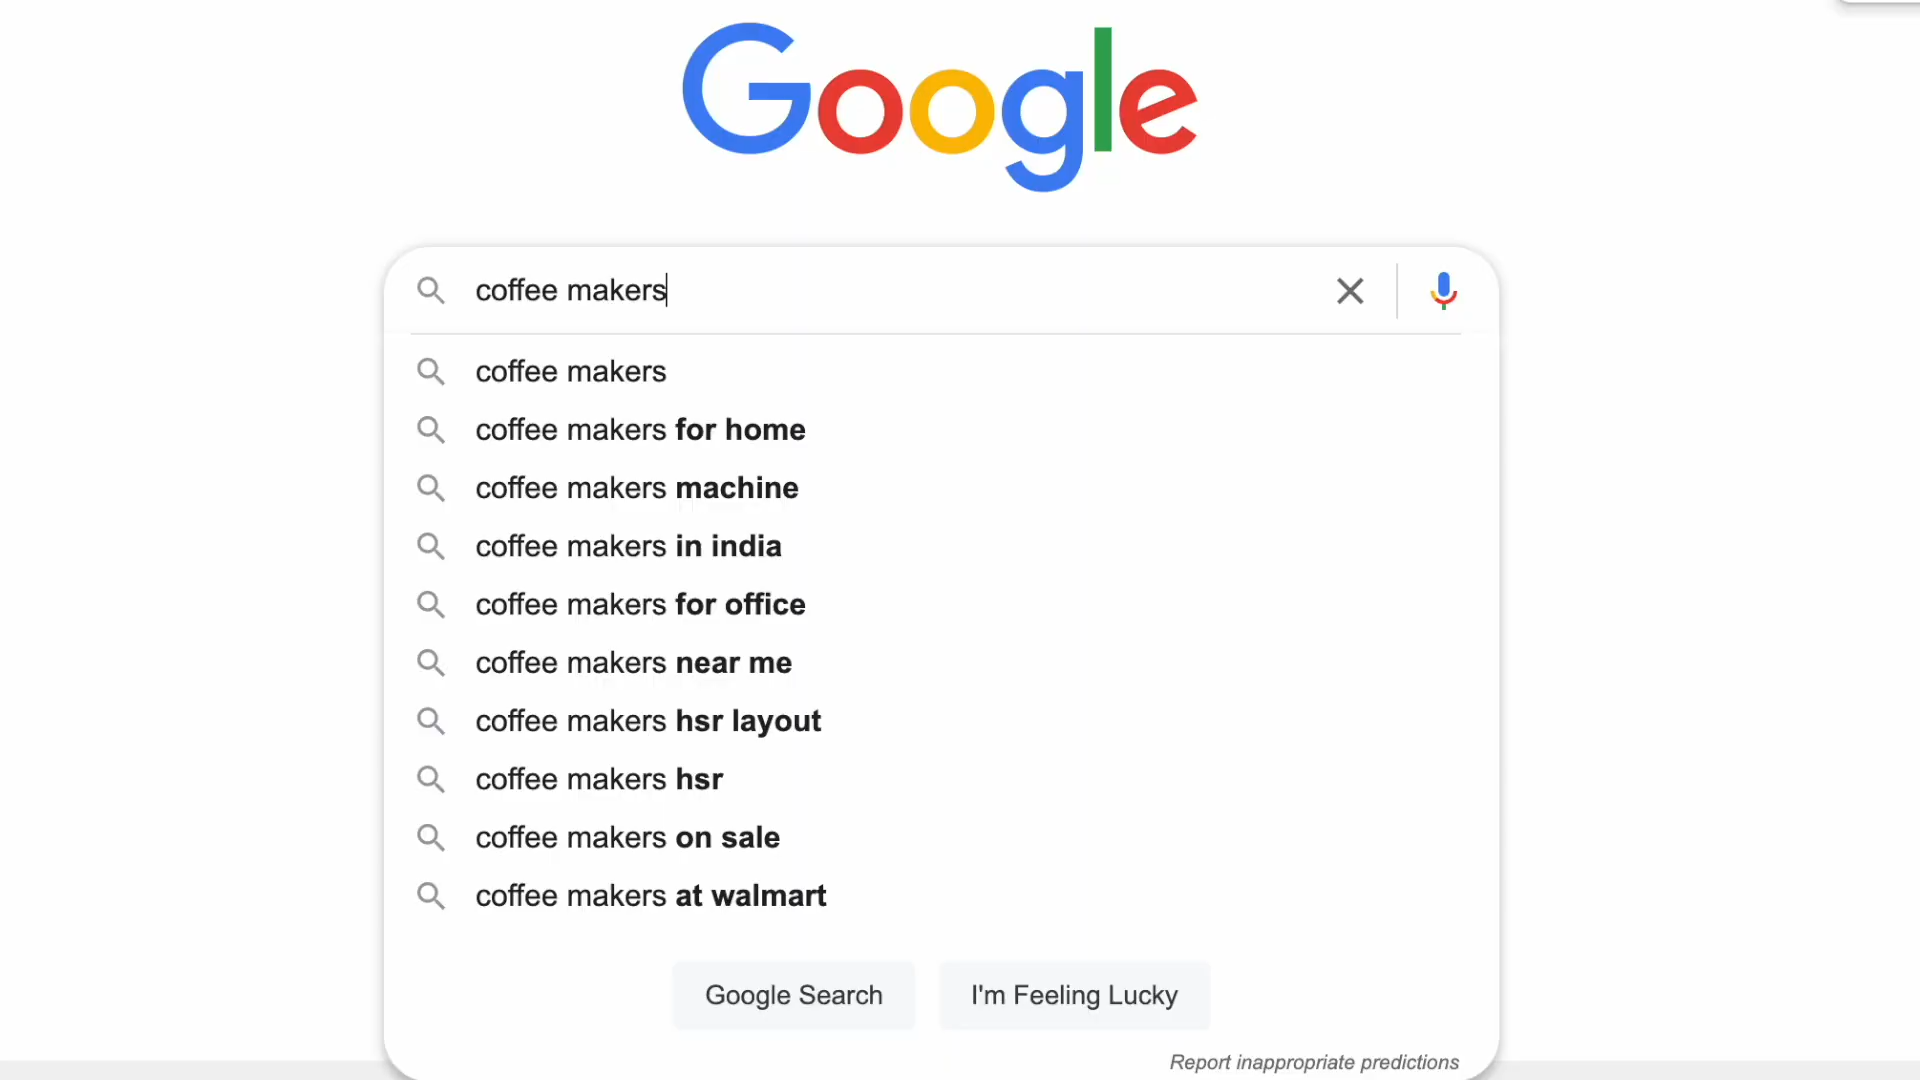 Google
coffee makers
coffee makers
coffee makers for home
coffee makers machine
coffee makers in india
coffee makers for office
coffee makers near me
coffee makers hsr layout
coffee makers hsr
coffee makers on sale
coffee makers at walmart
Google Search I'm Feeling Lucky
Report inappropriate predictions